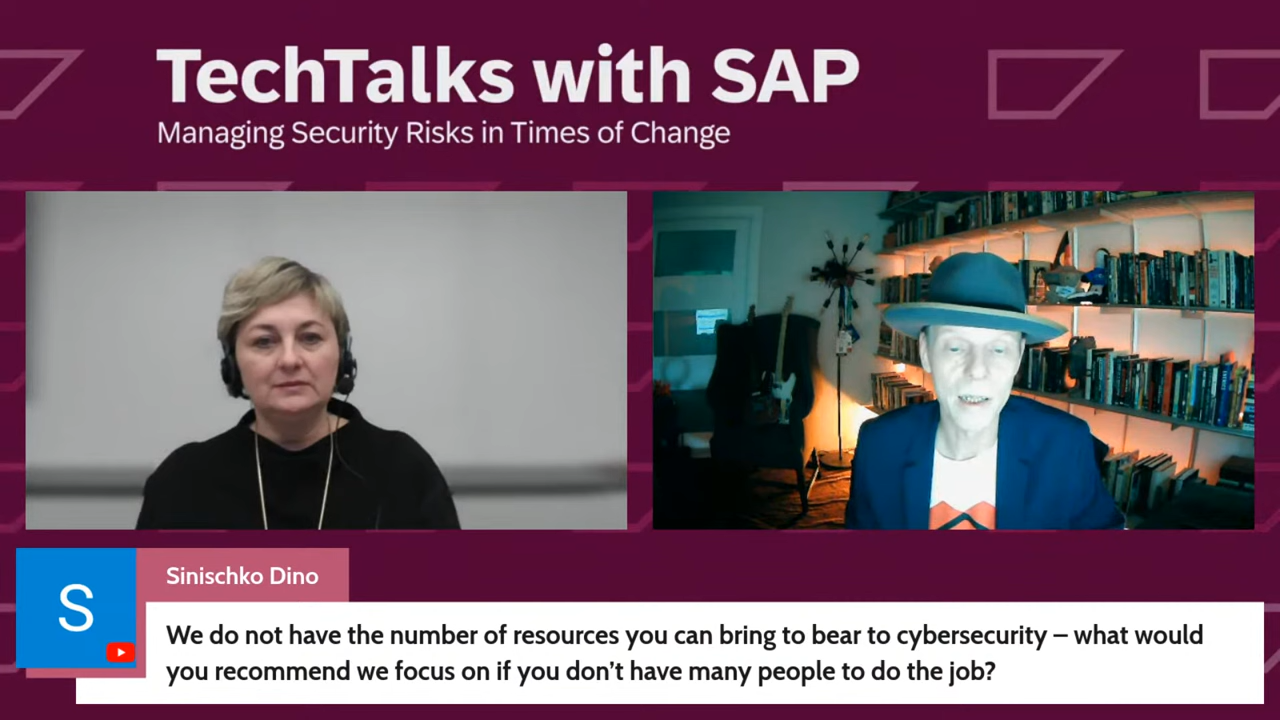 TechTalks with SAP
Managing Security Risks in Times of Change
Sinischko Dino
S
We do not have the number of resources you can bring to bear to cybersecurity – what would
you recommend we focus on if you don’t have many people to do the job?